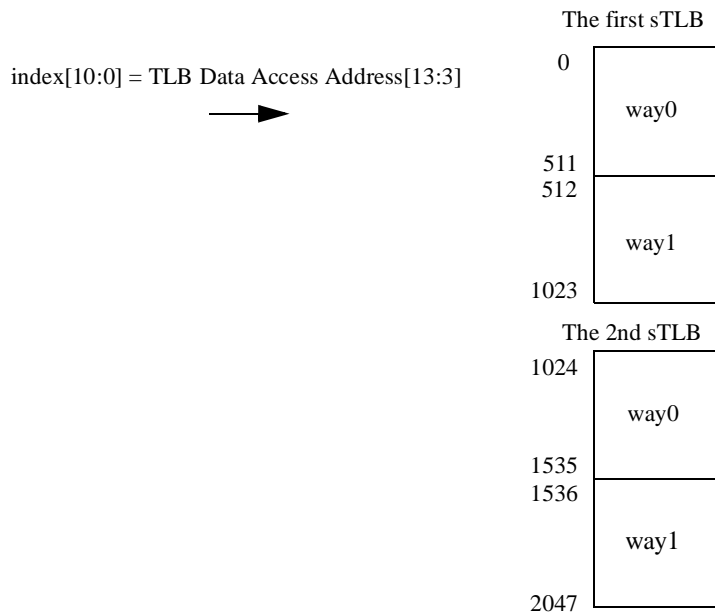 The first sTLB
0
index[10:0] = TLB Data Access Address[13:3]
way0
511
512
way1
1023
The 2nd sTLB
1024
way0
1535
1536
way1
2047